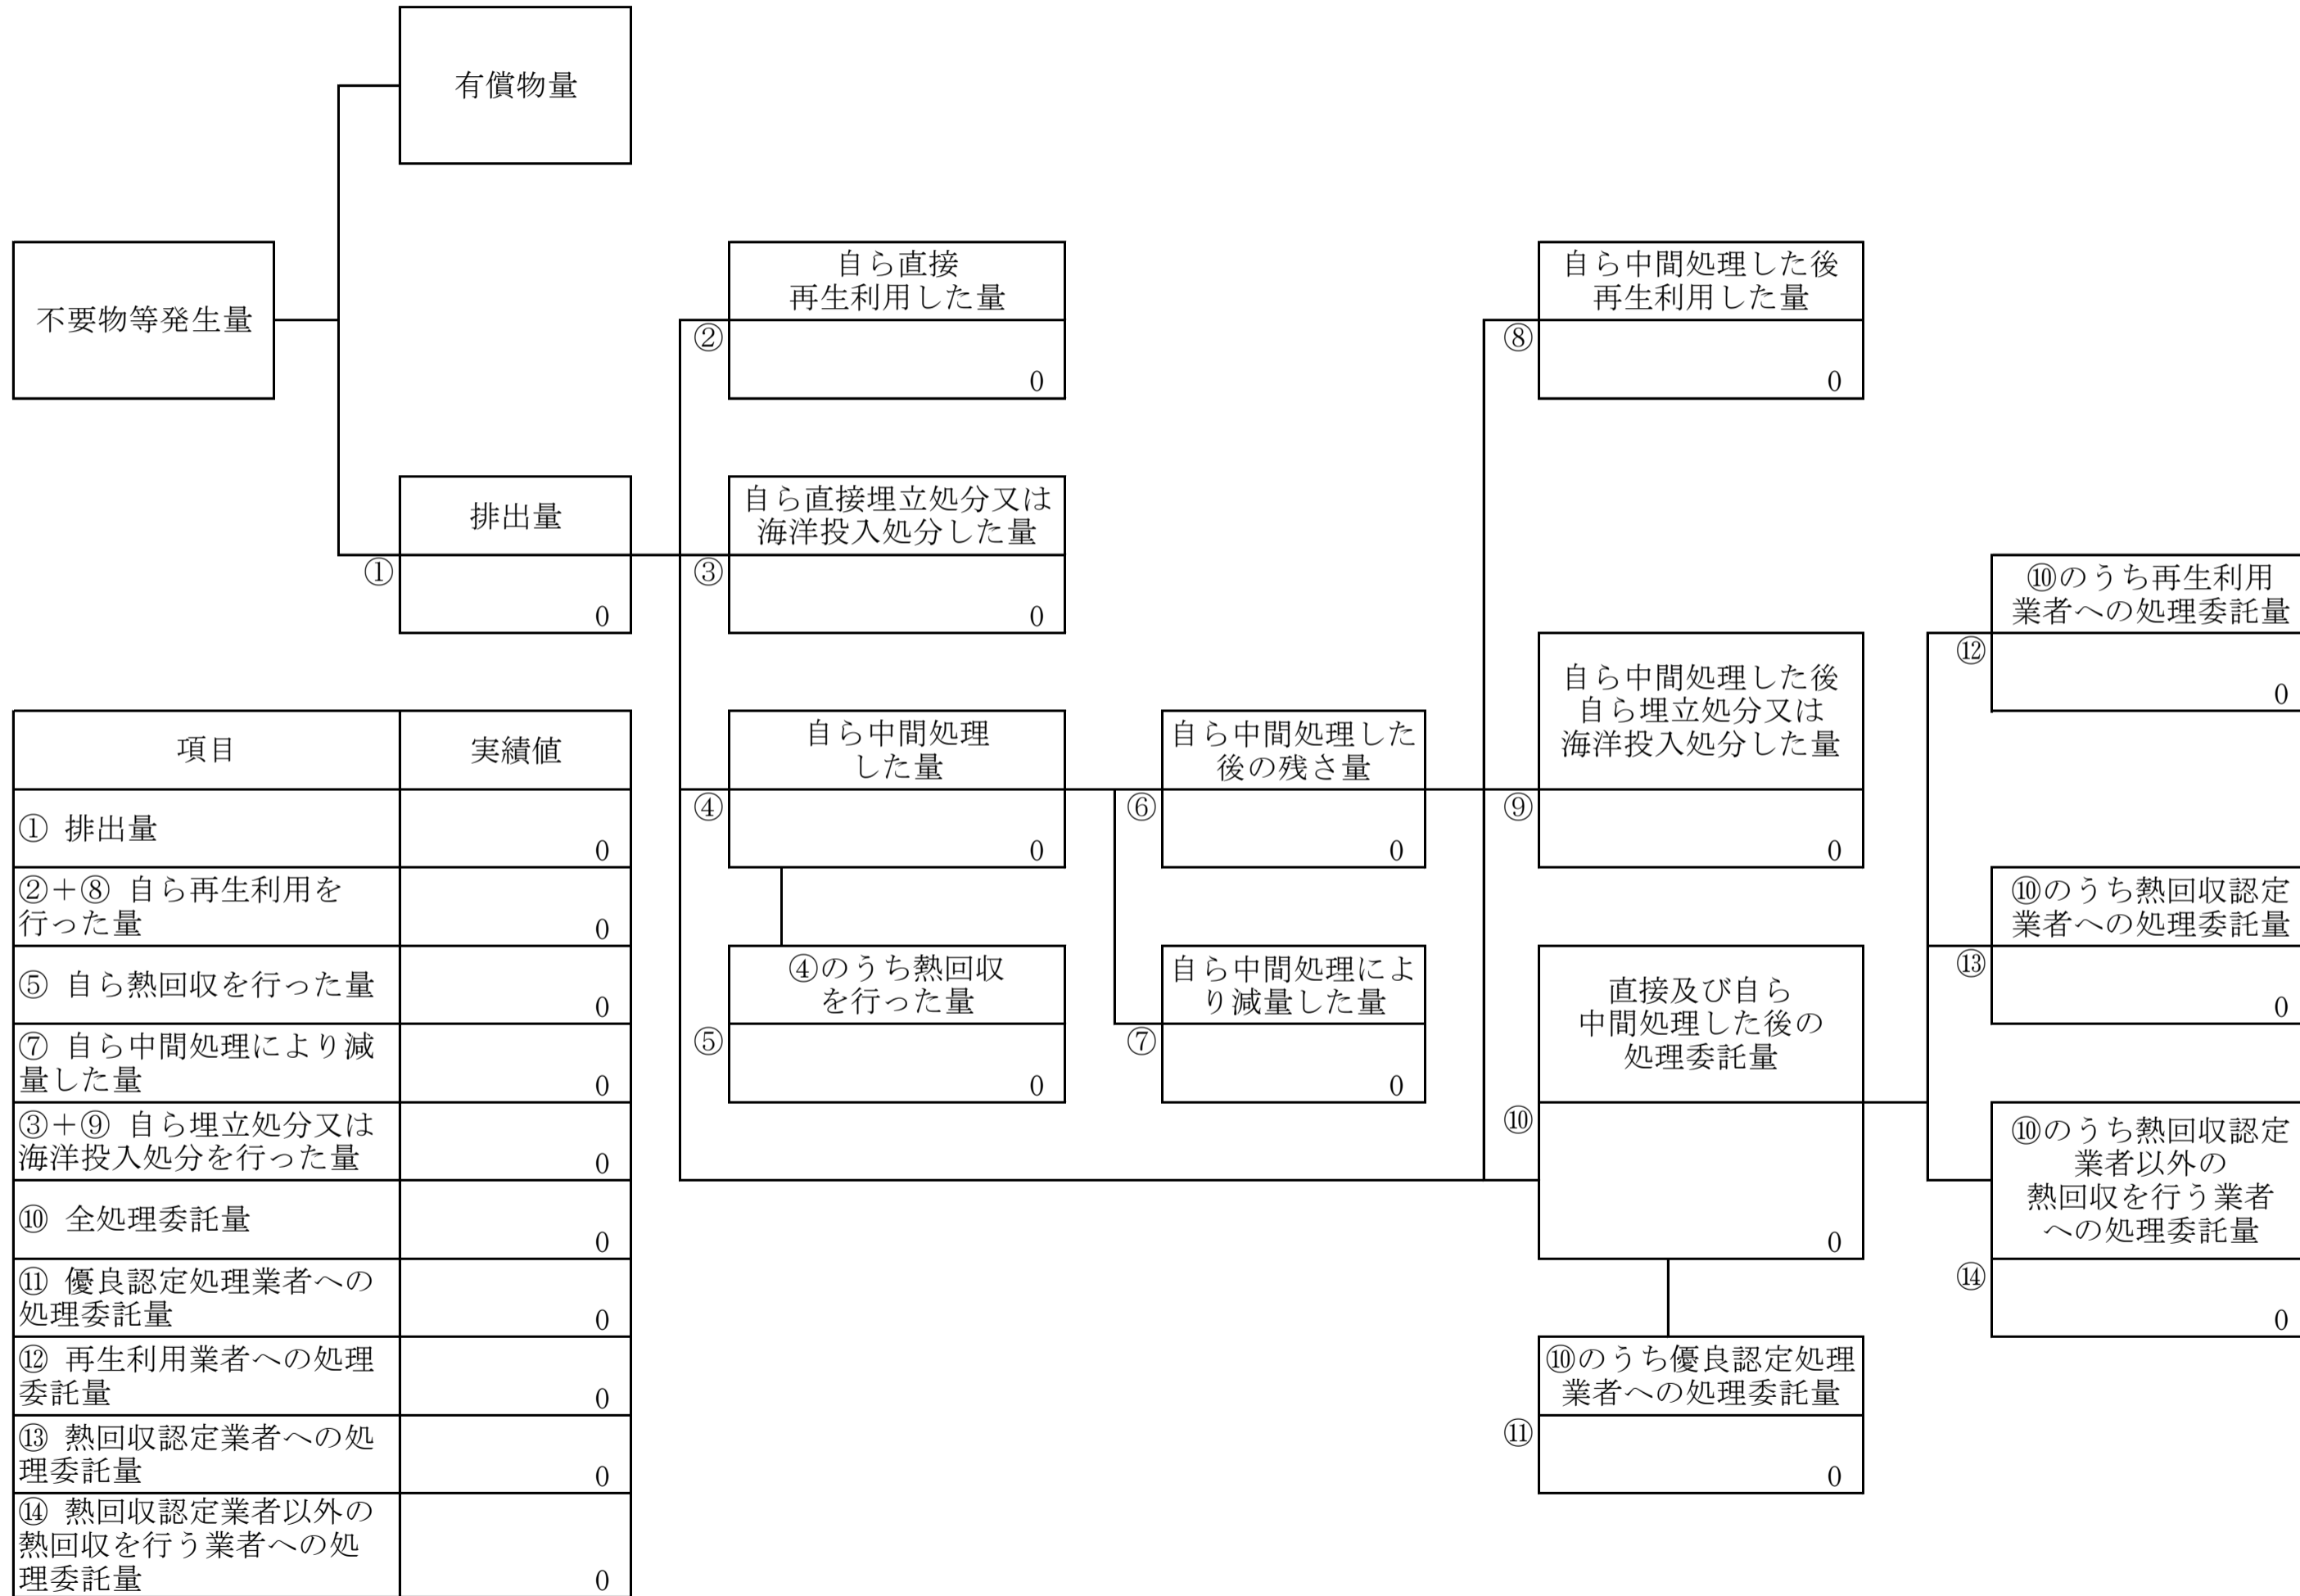 有償物量
不要物等発生量
自ら直接
再生利用した量
②
0
自ら中間処理した後
再生利用した量
⑧
0
排出量
①
0
自ら直接埋立処分又は
海洋投入処分した量
③
0
⑩のうち再生利用
業者への処理委託量
⑫
0
自ら中間処理した後
自ら埋立処分又は
海洋投入処分した量
⑨
0
自ら中間処理
した量
④
0
自ら中間処理した
後の残さ量
⑥
0
⑩のうち熱回収認定
業者への処理委託量
⑬
0
④のうち熱回収
を行った量
⑤
0
自ら中間処理によ
り減量した量
⑦
0
直接及び自ら
中間処理した後の
処理委託量
⑩
0
⑩のうち熱回収認定
業者以外の
熱回収を行う業者
への処理委託量
⑭
0
⑩のうち優良認定処理
業者への処理委託量
⑪
0
項目 実績値
① 排出量
0
②＋⑧ 自ら再生利用を
行った量
0
⑤ 自ら熱回収を行った量
0
⑦ 自ら中間処理により減
量した量
0
③＋⑨ 自ら埋立処分又は
海洋投入処分を行った量
0
⑩ 全処理委託量
0
⑪ 優良認定処理業者への
処理委託量
0
⑫ 再生利用業者への処理
委託量
0
⑬ 熱回収認定業者への処
理委託量
0
⑭ 熱回収認定業者以外の
熱回収を行う業者への処
理委託量
0